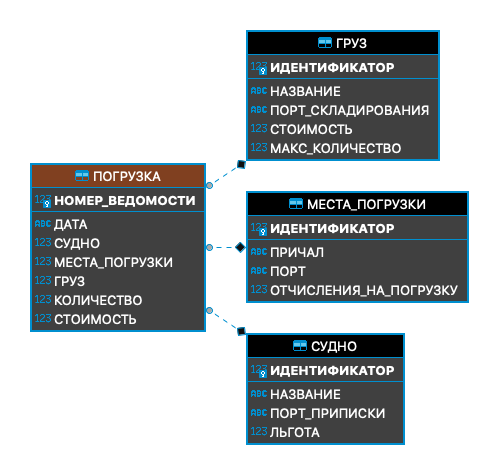 ГРУЗ
123 ИДЕНТИФИКАТОР
ABC НАЗВАНИЕ
ABC ПОРТ_СКЛАДИРОВАНИЯ
123 СТОИМОСТЬ
123 МАКС_КОЛИЧЕСТВО
ПОГРУЗКА
123 НОМЕР_ВЕДОМОСТИ
ABC ДАТА
123 СУДНО
123 МЕСТА_ПОГРУЗКИ
123 ГРУЗ
123 КОЛИЧЕСТВО
123 СТОИМОСТЬ
МЕСТА_ПОГРУЗКИ
123 ИДЕНТИФИКАТОР
ABC ПРИЧАЛ
ABC ПОРТ
123 ОТЧИСЛЕНИЯ_НА_ПОГРУЗКУ
СУДНО
123 ИДЕНТИФИКАТОР
ABC НАЗВАНИЕ
ABC ПОРТ_ПРИПИСКИ
123 ЛЬГОТА